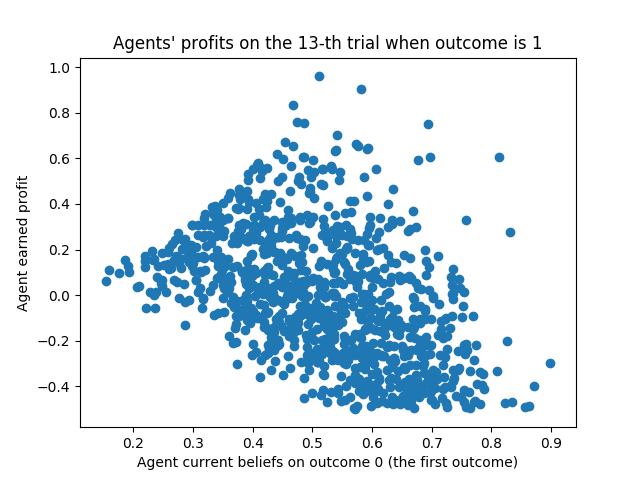 Agents' profits on the 13-th trial when outcome is 1
1.0
0.8
0.6
0.4
0.2
0.0
−0.2
−0.4
Agent earned profit
0.2 0.3 0.4 0.5 0.6 0.7 0.8 0.9
Agent current beliefs on outcome 0 (the first outcome)